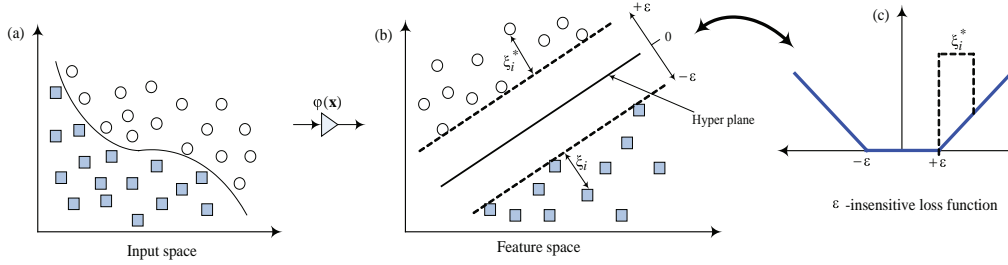 (a)
Input space
φ(x)
(b)
ξi*
+ε
0
−ε
Hyper plane
ξi
Feature space
(c)
ξi*
−ε
+ε
ε -insensitive loss function